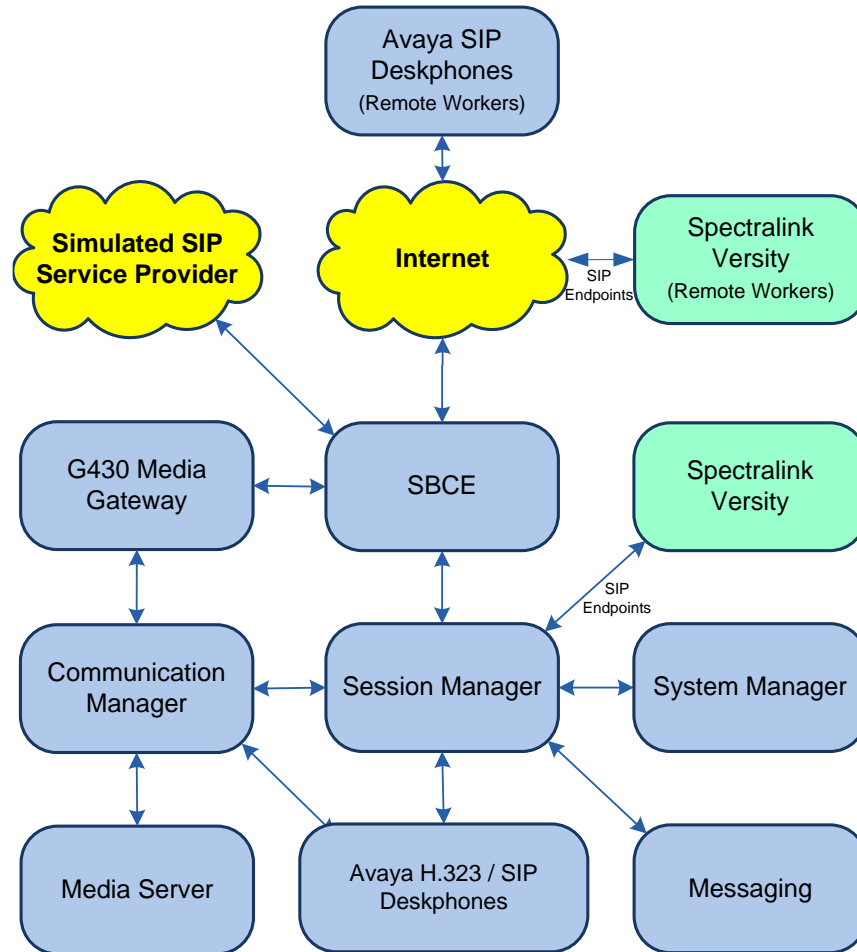 Avaya SIP
Deskphones
(Remote Workers)
Simulated SIP
Service Provider
Internet
SIP
Endpoints
Spectralink
Versity
(Remote Workers)
G430 Media
Gateway
SBCE
Spectralink
Versity
SIP
Endpoints
Communication
Manager
Session Manager
System Manager
Media Server
Avaya H.323 / SIP
Deskphones
Messaging